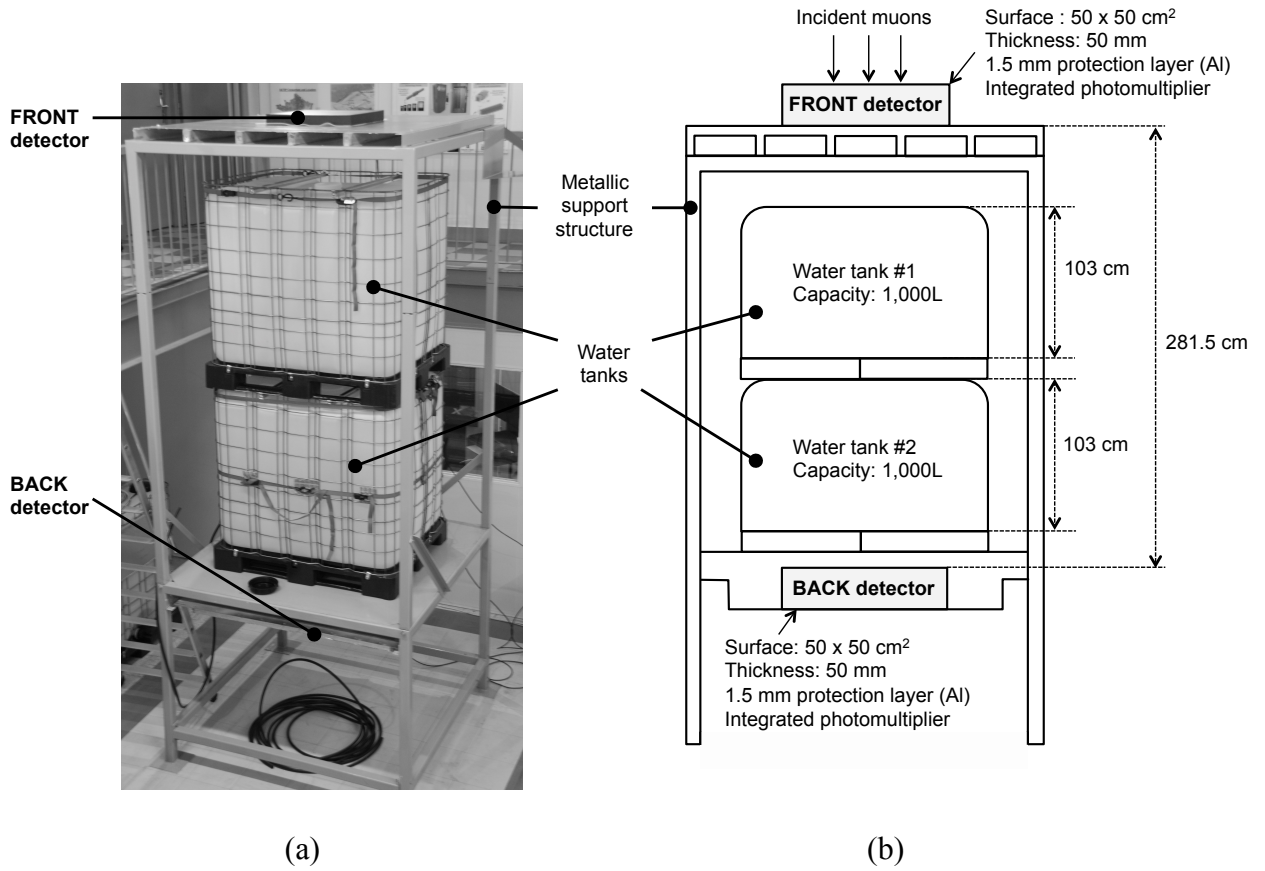 FRONT
detector
BACK
detector
Metallic
support
structure
Water
tanks
Incident muons
Surface : 50 x 50 cm²
Thickness: 50 mm
1.5 mm protection layer (Al)
Integrated photomultiplier
FRONT detector
Water tank #1
Capacity: 1,000L
103 cm
281.5 cm
Water tank #2
Capacity: 1,000L
103 cm
BACK detector
Surface: 50 x 50 cm²
Thickness: 50 mm
1.5 mm protection layer (Al)
Integrated photomultiplier
(a)
(b)